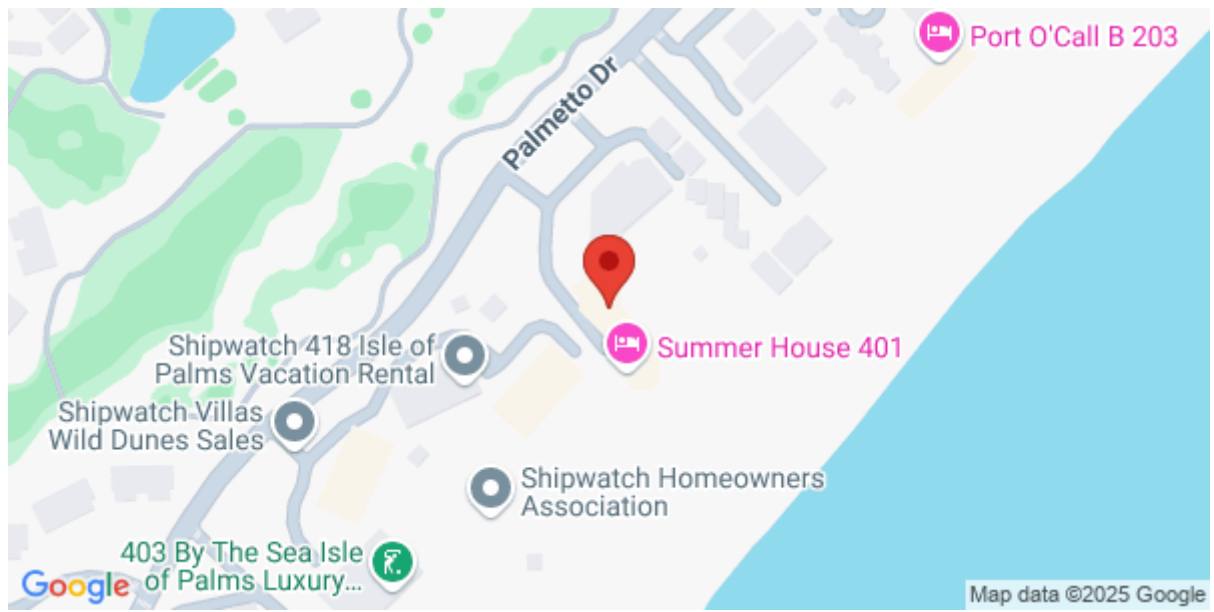 Port O'Call B 203
Palmetto Dr
Summer House 401
Shipwatch 418 Isle of
Palms Vacation Rental
Shipwatch Villas
Wild Dunes Sales
Shipwatch Homeowners
Association
403 By The Sea Isle
of Palms Luxury...
Google
Map data ©2025 Google